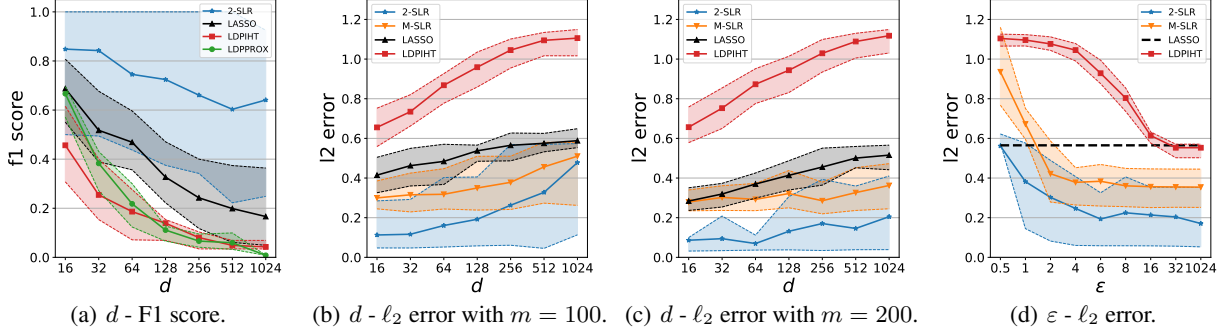 1.0
0.8
0.6
0.4
0.2
0.0
f1 score
2-SLR
LASSO
LDPIHT
LDPPROX
16 32 64 128 256 512 1024
d
(a) d - F1 score.
1.2
1.0
0.8
0.6
0.4
0.2
0.0
l2 error
2-SLR
M-SLR
LASSO
LDPIHT
16 32 64 128 256 512 1024
d
(b) d - ℓ2 error with m = 100.
1.2
1.0
0.8
0.6
0.4
0.2
0.0
l2 error
2-SLR
M-SLR
LASSO
LDPIHT
16 32 64 128 256 512 1024
d
(c) d - ℓ2 error with m = 200.
1.2
1.0
0.8
0.6
0.4
0.2
0.0
l2 error
2-SLR
M-SLR
LASSO
LDPIHT
0.5 1 2 4 6 8 16 32 1024
ε
(d) ε - ℓ2 error.